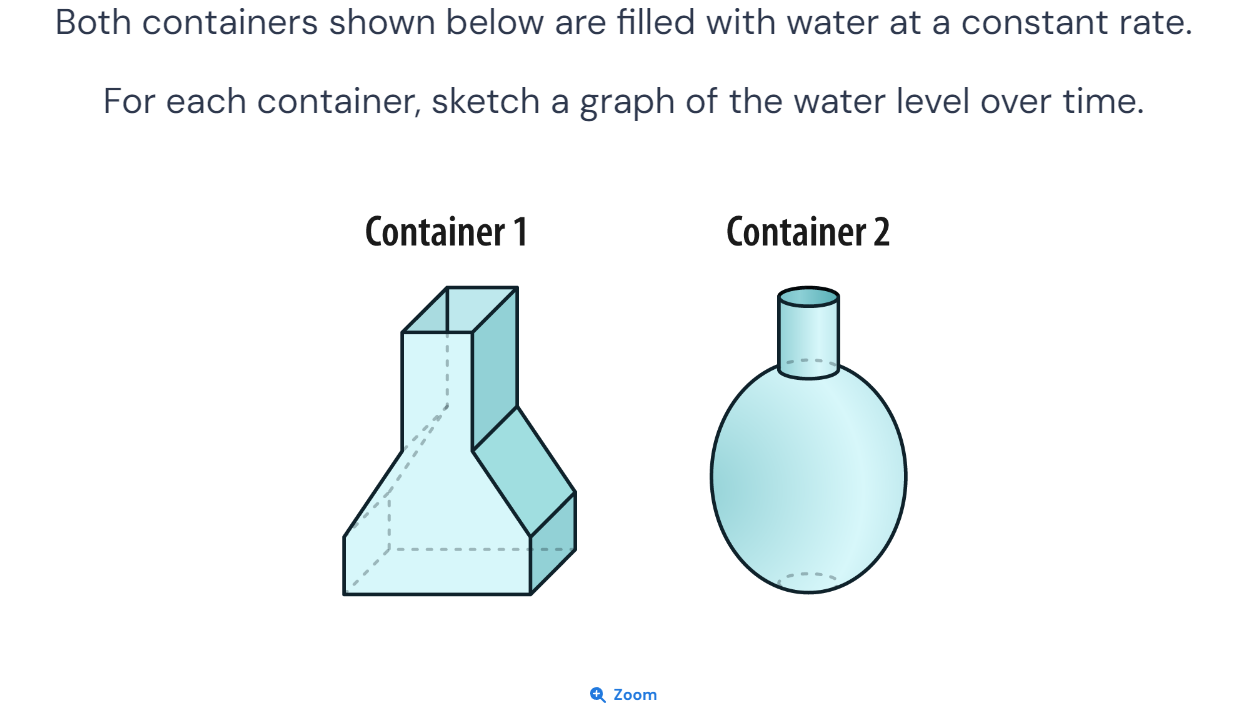 Both containers shown below are filled with water at a constant rate.
For each container, sketch a graph of the water level over time.
Container 1
Container 2
Zoom